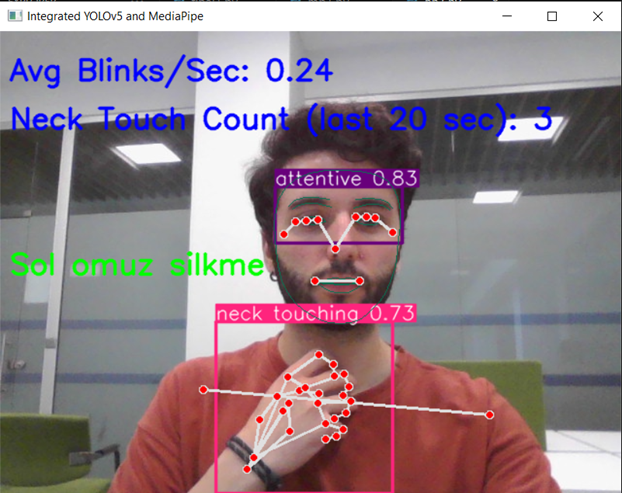 Integrated YOLOv5 and MediaPipe
Avg Blinks/Sec: 0.24
Neck Touch Count (last 20 sec): 3
attentive 0.83
Sol omuz silkme
neck touching 0.73